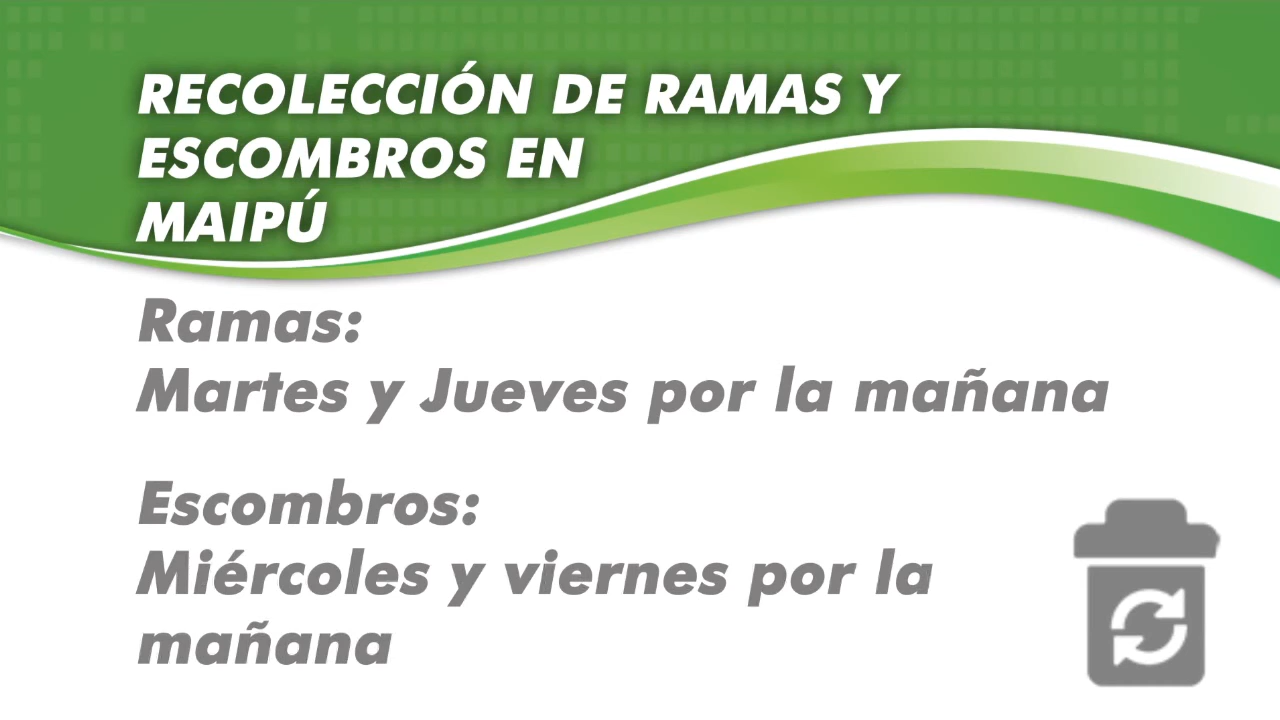 RECOLECCIÓN DE RAMAS Y
ESCOMBROS EN
MAIPÚ
Ramas:
Martes y Jueves por la mañana
Escombros:
Miércoles y viernes por la
mañana